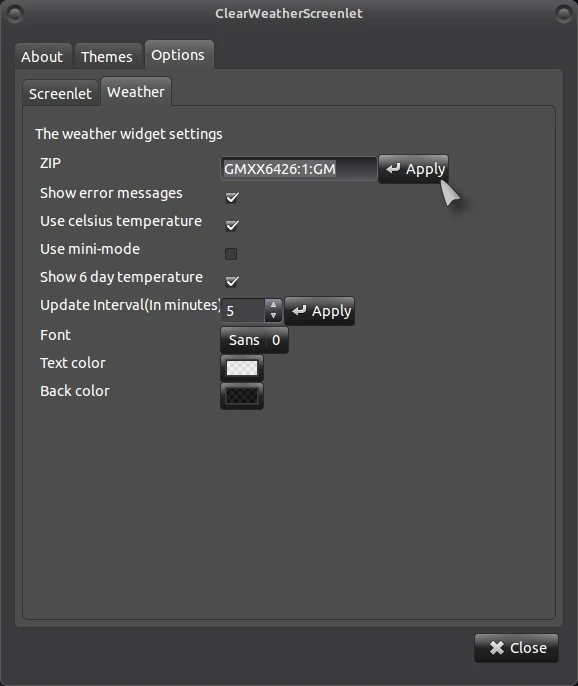 ClearWeatherScreenlet
About Themes Options
Screenlet Weather
The weather widget settings
ZIP GMXX6426:1:GM Apply
Show error messages
Use celsius temperature
Use mini-mode
Show 6 day temperature
Update Interval(In minutes) 5 Apply
Font Sans 0
Text color
Back color
Close